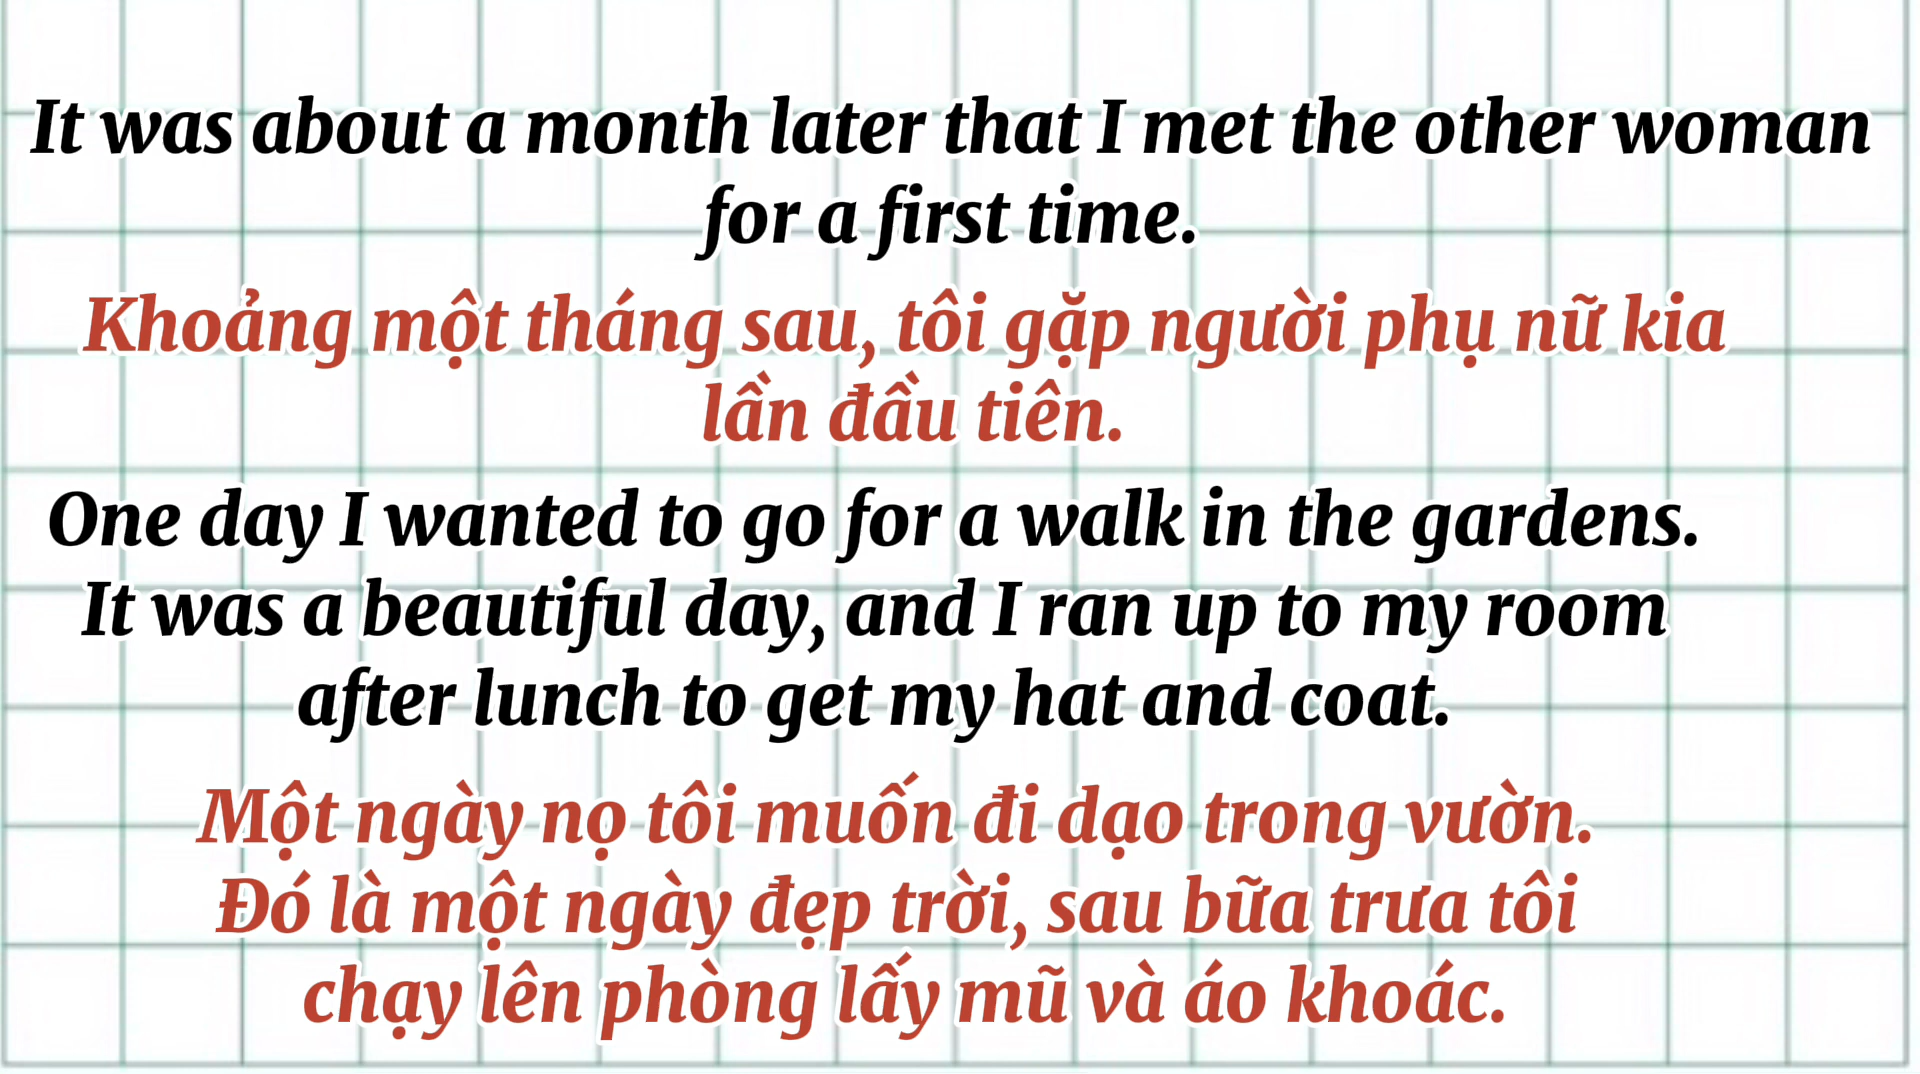 It was about a month later that I met the other woman
for a first time.
Khoảng một tháng sau, tôi gặp người phụ nữ kia
lần đầu tiên.
One day I wanted to go for a walk in the gardens.
It was a beautiful day, and I ran up to my room
after lunch to get my hat and coat.
Một ngày nọ tôi muốn đi dạo trong vườn.
Đó là một ngày đẹp trời, sau bữa trưa tôi
chạy lên phòng lấy mũ và áo khoác.